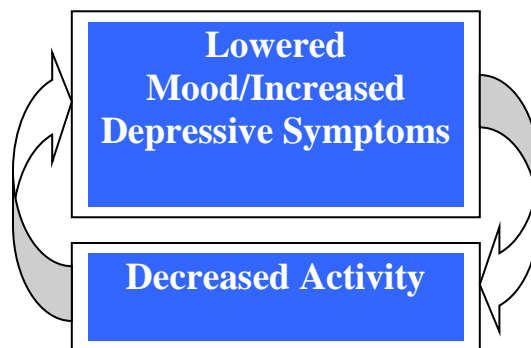 Lowered
Mood/Increased
Depressive Symptoms
Decreased Activity